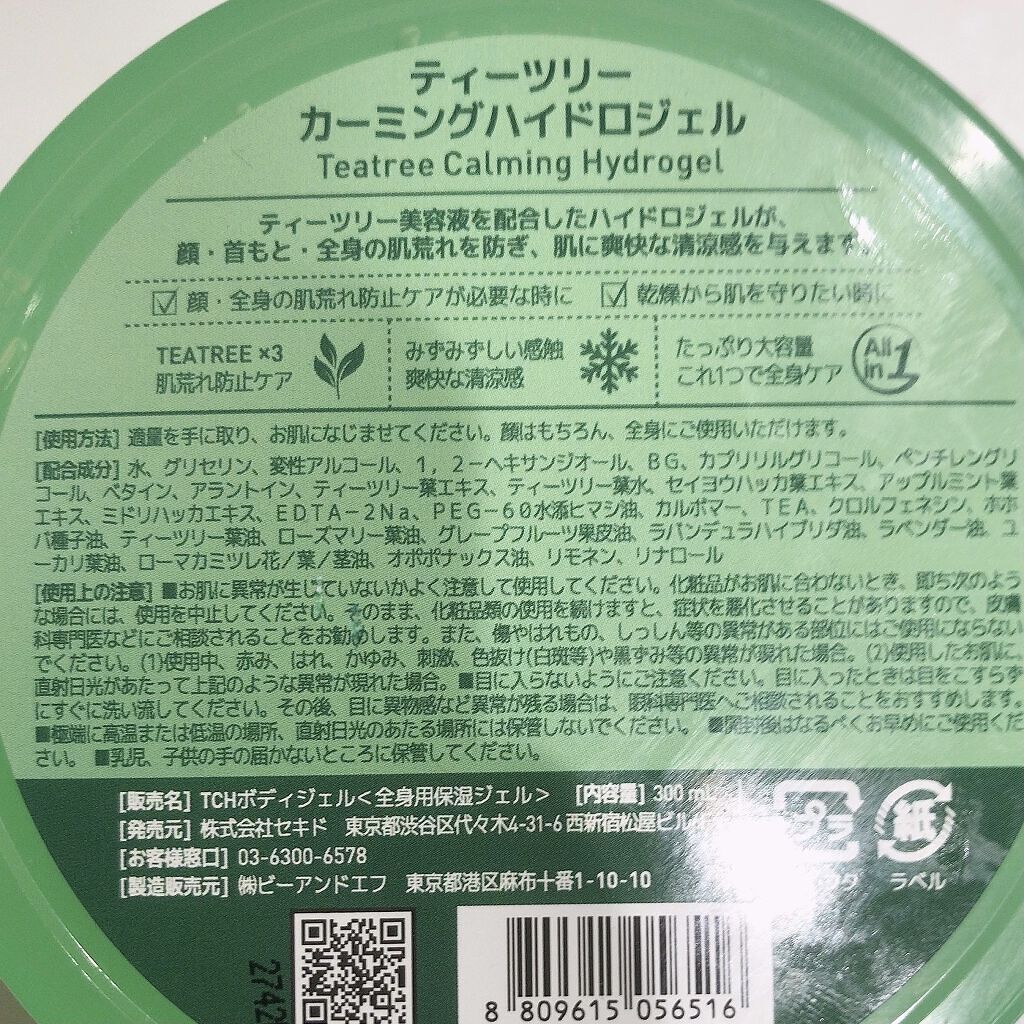 ティーツリー
カーミングハイドロジェル
Teatree Calming Hydrogel
ティーツリー美容液を配合したハイドロジェルが、
顔・首もと・全身の肌荒れを防ぎ、肌に爽快な清涼感を与えます。
顔・全身の肌荒れ防止ケアが必要な時に 乾燥から肌を守りたい時に
TEATREE ×3
肌荒れ防止ケア
みずみずしい感触
爽快な清涼感
たっぷり大容量
これ1つで全身ケア
All in 1
[使用方法] 適量を手に取り、お肌になじませてください。顔はもちろん、全身にご使用いただけます。
[配合成分] 水、グリセリン、変性アルコール、1，2－ヘキサンジオール、BG、カプリリルグリコール、ペンチレングリ
コール、ベタイン、アラントイン、ティーツリー葉エキス、ティーツリー葉水、セイヨウハッカ葉エキス、アップルミント葉
エキス、ミドリハッカエキス、EDTA－2Na、PEG－60水添ヒマシ油、カルボマー、TEA、クロルフェネシン、ホホ
バ種子油、ティーツリー葉油、ローズマリー葉油、グレープフルーツ果皮油、ラバンデュラハイブリダ油、ラベンダー油、ユ
ーカリ葉油、ローマカミツレ花／葉／茎油、オポポナックス油、リモネン、リナロール
[使用上の注意] ■お肌に異常が生じていないかよく注意して使用してください。化粧品がお肌に合わないとき、即ち次のよう
な場合には、使用を中止してください。そのまま、化粧品類の使用を続けますと、症状を悪化させることがありますので、皮膚
科専門医などにご相談されることをお勧めします。また、傷やはれもの、しっしん等の異常がある部位にはご使用にならない
でください。(1)使用中、赤み、はれ、かゆみ、刺激、色抜け(白斑等)や黒ずみ等の異常が現れた場合。(2)使用したお肌に、
直射日光があたって上記のような異常が現れた場合。■目に入らないようにご注意ください。目に入ったときは目をこすらず
にすぐに洗い流してください。その後、目に異物感など異常が残る場合は、眼科専門医へご相談されることをおすすめします。
■極端に高温または低温の場所、直射日光のあたる場所には保管しないでください。 ■開封後はなるべくお早めにご使用くだ
さい。 ■乳児、子供の手の届かないところに保管してください。
[販売名] TCHボディジェル＜全身用保湿ジェル＞ [内容量] 300 mL
[発売元] 株式会社セキド 東京都渋谷区代々木4-31-6 西新宿松屋ビル
[お客様窓口] 03-6300-6578
[製造販売元] ㈱ビーアンドエフ 東京都港区麻布十番1-10-10
プラ
紙
ラベル
2742
8 809615 056516